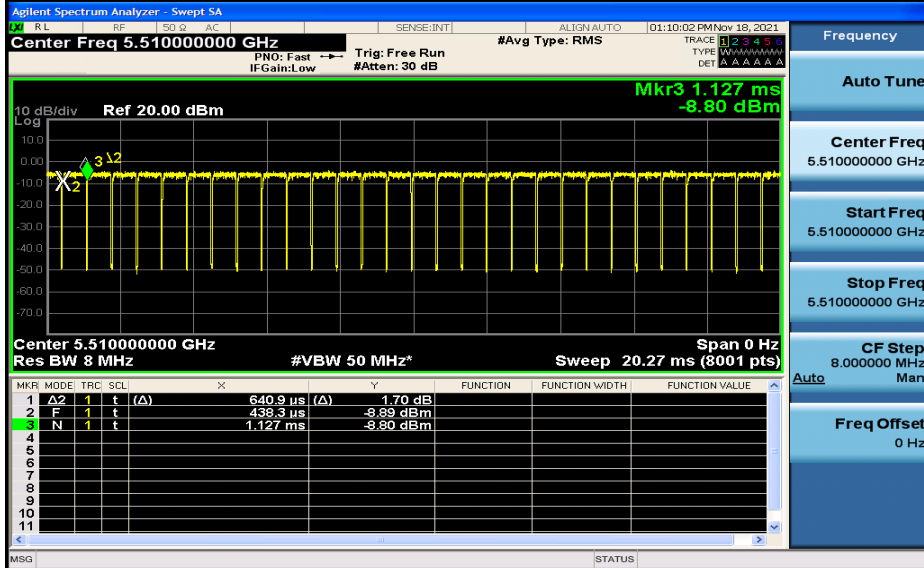 Agilent Spectrum Analyzer - Swept SA
LXI RL RF 50 Ω AC SENSE:INT ALIGN AUTO 01:10:02 PM Nov 18, 2021
Center Freq 5.510000000 GHz
PNO: Fast
IFGain:Low
Trig: Free Run
#Atten: 30 dB
#Avg Type: RMS
TRACE 1 2 3 4 5 6
TYPE WWWWWW
DET A A A A A A
Mkr3 1.127 ms
-8.80 dBm
10 dB/div Ref 20.00 dBm
Log
10.0
0.00
-10.0
-20.0
-30.0
-40.0
-50.0
-60.0
-70.0
3 Δ2
X2
Center 5.510000000 GHz Span 0 Hz
Res BW 8 MHz #VBW 50 MHz* Sweep 20.27 ms (8001 pts)
MKR MODE TRC SCL X Y FUNCTION FUNCTION WIDTH FUNCTION VALUE
1 Δ2 1 t (Δ) 640.9 µs (Δ) 1.70 dB
2 F 1 t 438.3 µs -8.89 dBm
3 N 1 t 1.127 ms -8.80 dBm
4
5
6
7
8
9
10
11
MSG STATUS
Frequency
Auto Tune
Center Freq
5.510000000 GHz
Start Freq
5.510000000 GHz
Stop Freq
5.510000000 GHz
CF Step
8.000000 MHz
Auto Man
Freq Offset
0 Hz